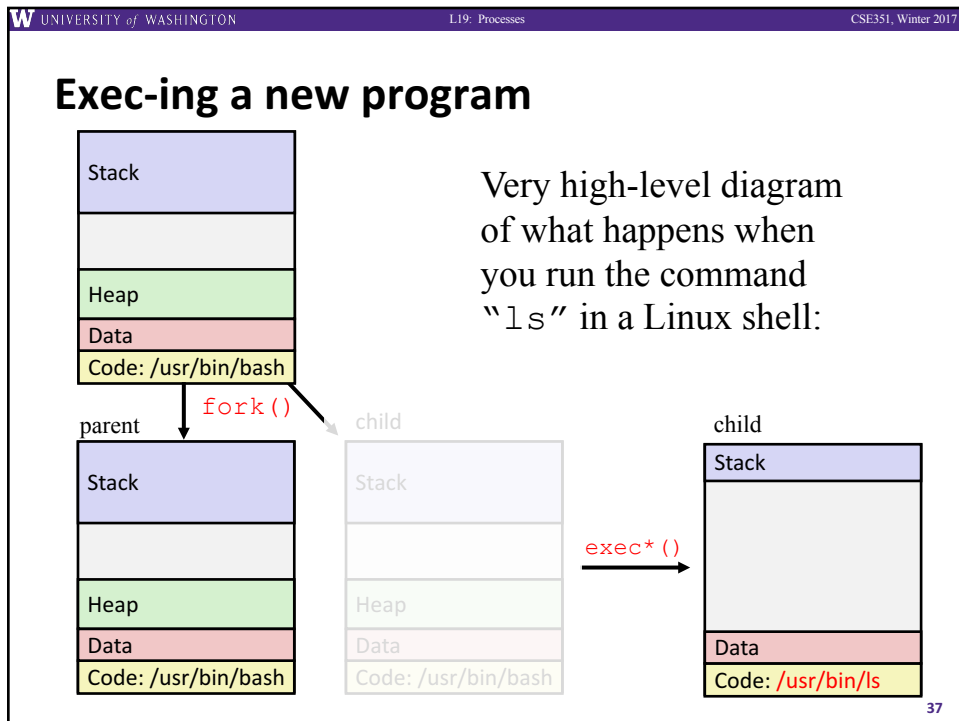 W UNIVERSITY of WASHINGTON
L19: Processes
CSE351, Winter 2017
Exec-ing a new program
Stack
Heap
Data
Code: /usr/bin/bash
Very high-level diagram
of what happens when
you run the command
“ls” in a Linux shell:
fork()
parent
Stack
Heap
Data
Code: /usr/bin/bash
child
Stack
Heap
Data
Code: /usr/bin/bash
exec*()
child
Stack
Data
Code: /usr/bin/ls
37